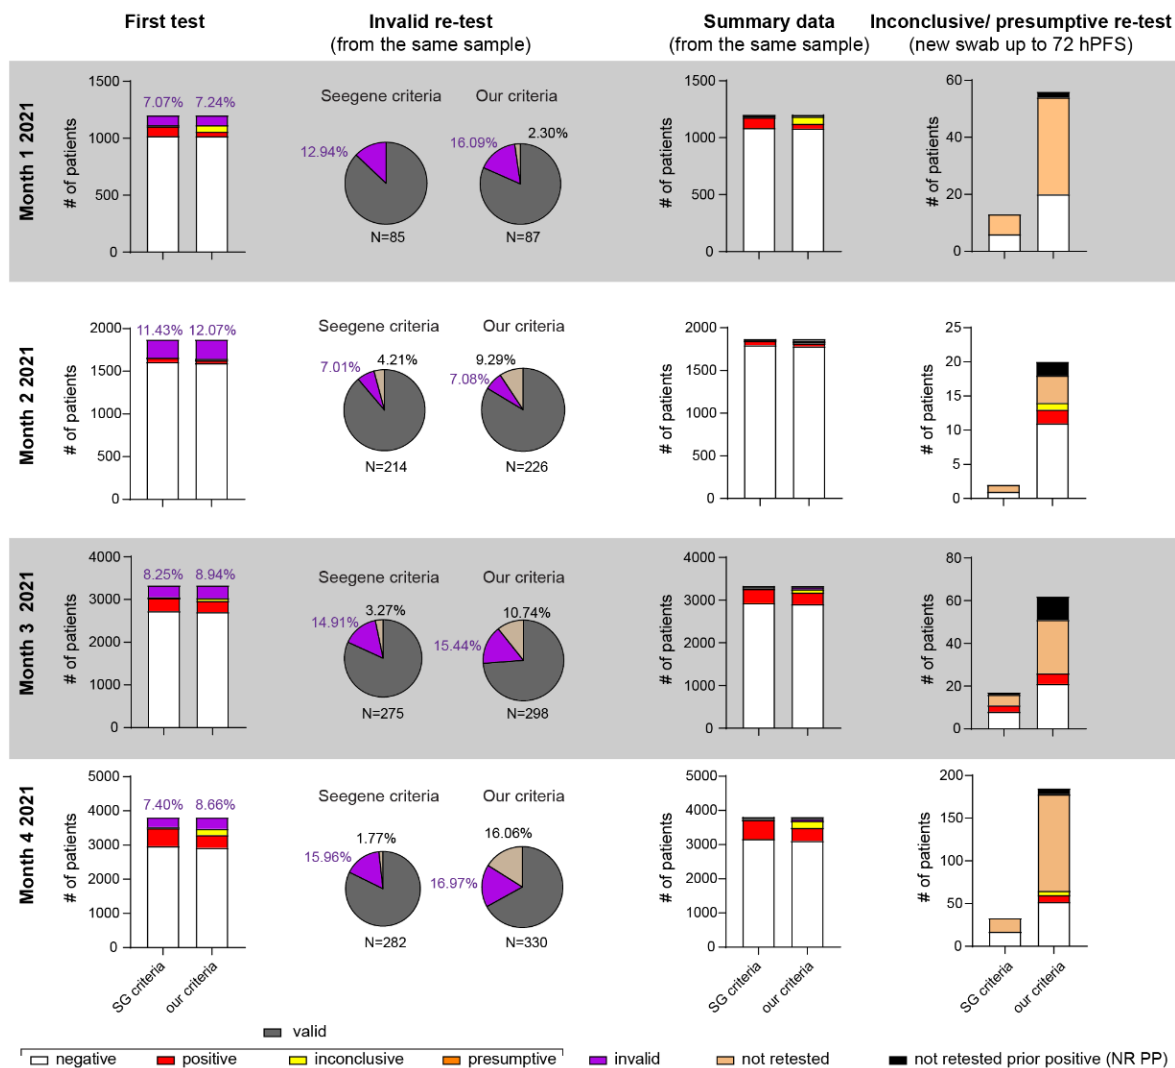 First test
Invalid re-test
(from the same sample)
Summary data
(from the same sample)
Inconclusive/ presumptive re-test
(new swab up to 72 hPFS)
Month 1 2021
# of patients
1500
1000
500
0
7.07% 7.24%
Seegene criteria
Our criteria
12.94%
N=85
16.09%
2.30%
N=87
# of patients
1500
1000
500
0
# of patients
60
40
20
0
Month 2 2021
# of patients
2000
1500
1000
500
0
11.43% 12.07%
Seegene criteria
Our criteria
7.01%
4.21%
N=214
9.29%
7.08%
N=226
# of patients
2000
1500
1000
500
0
# of patients
25
20
15
10
5
0
Month 3 2021
# of patients
4000
3000
2000
1000
0
8.25% 8.94%
Seegene criteria
Our criteria
14.91%
3.27%
N=275
15.44%
10.74%
N=298
# of patients
4000
3000
2000
1000
0
# of patients
80
60
40
20
0
Month 4 2021
# of patients
5000
4000
3000
2000
1000
0
7.40% 8.66%
SG criteria
our criteria
Seegene criteria
Our criteria
15.96%
1.77%
N=282
16.97%
16.06%
N=330
# of patients
5000
4000
3000
2000
1000
0
SG criteria
our criteria
# of patients
200
150
100
50
0
SG criteria
our criteria
valid
negative positive inconclusive presumptive invalid not retested not retested prior positive (NR PP)